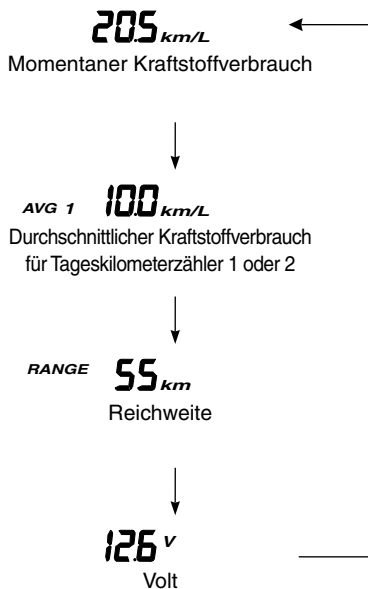 20.5 km/L
Momentaner Kraftstoffverbrauch
AVG 1 10.0 km/L
Durchschnittlicher Kraftstoffverbrauch
für Tageskilometerzähler 1 oder 2
RANGE 55 km
Reichweite
12.6 V
Volt